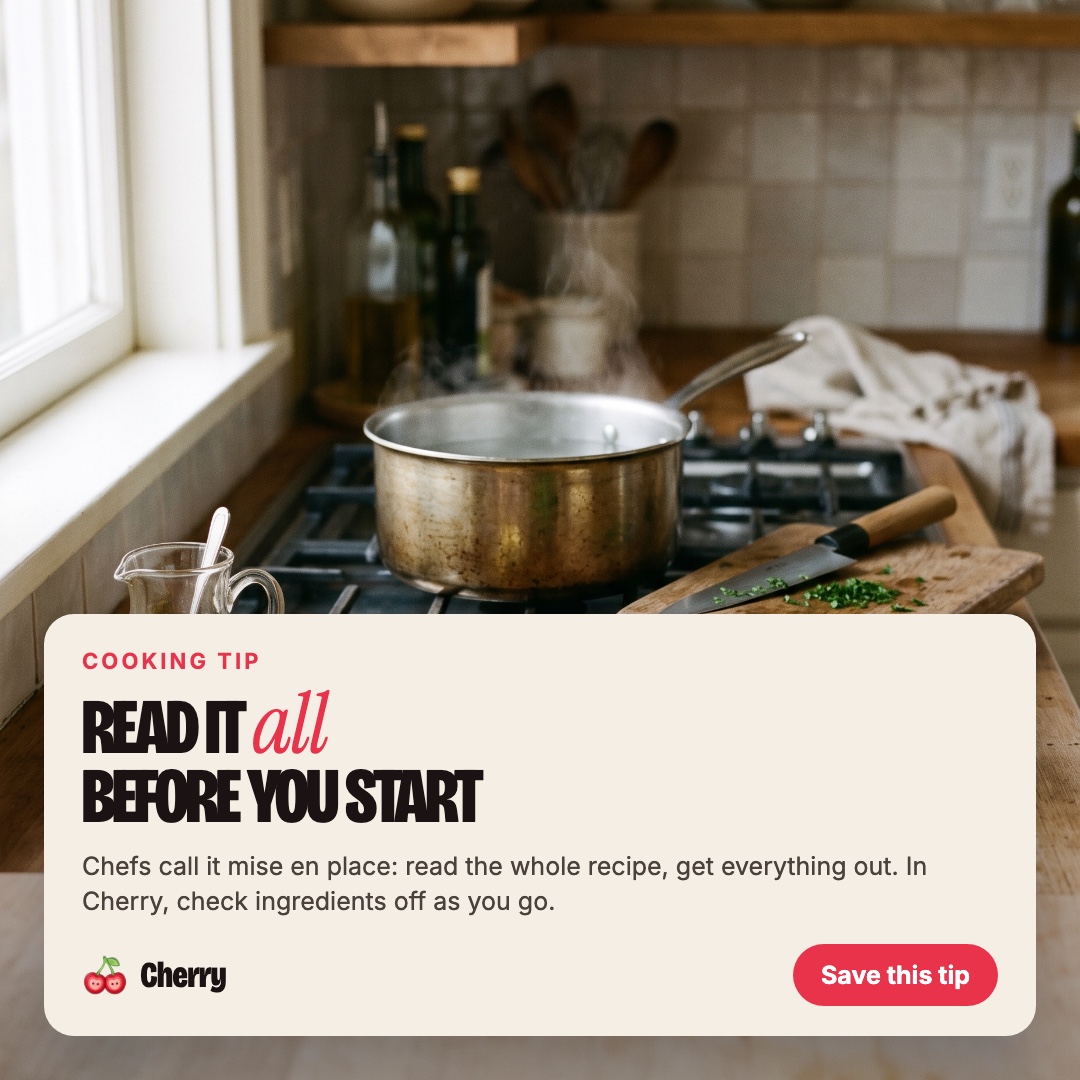 COOKING TIP
READ IT all
BEFORE YOU START
Chefs call it mise en place: read the whole recipe, get everything out. In
Cherry, check ingredients off as you go.
Cherry
Save this tip